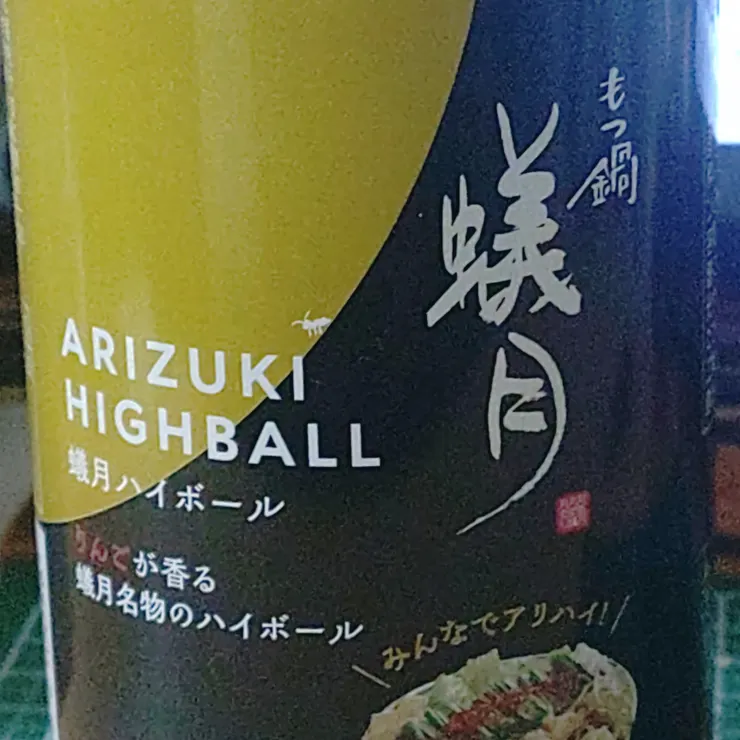 もつ鍋
蟻月
ARIZUKI
HIGHBALL
蟻月ハイボール
りんごが香る
蟻月名物のハイボール
みんなでアリハイ!